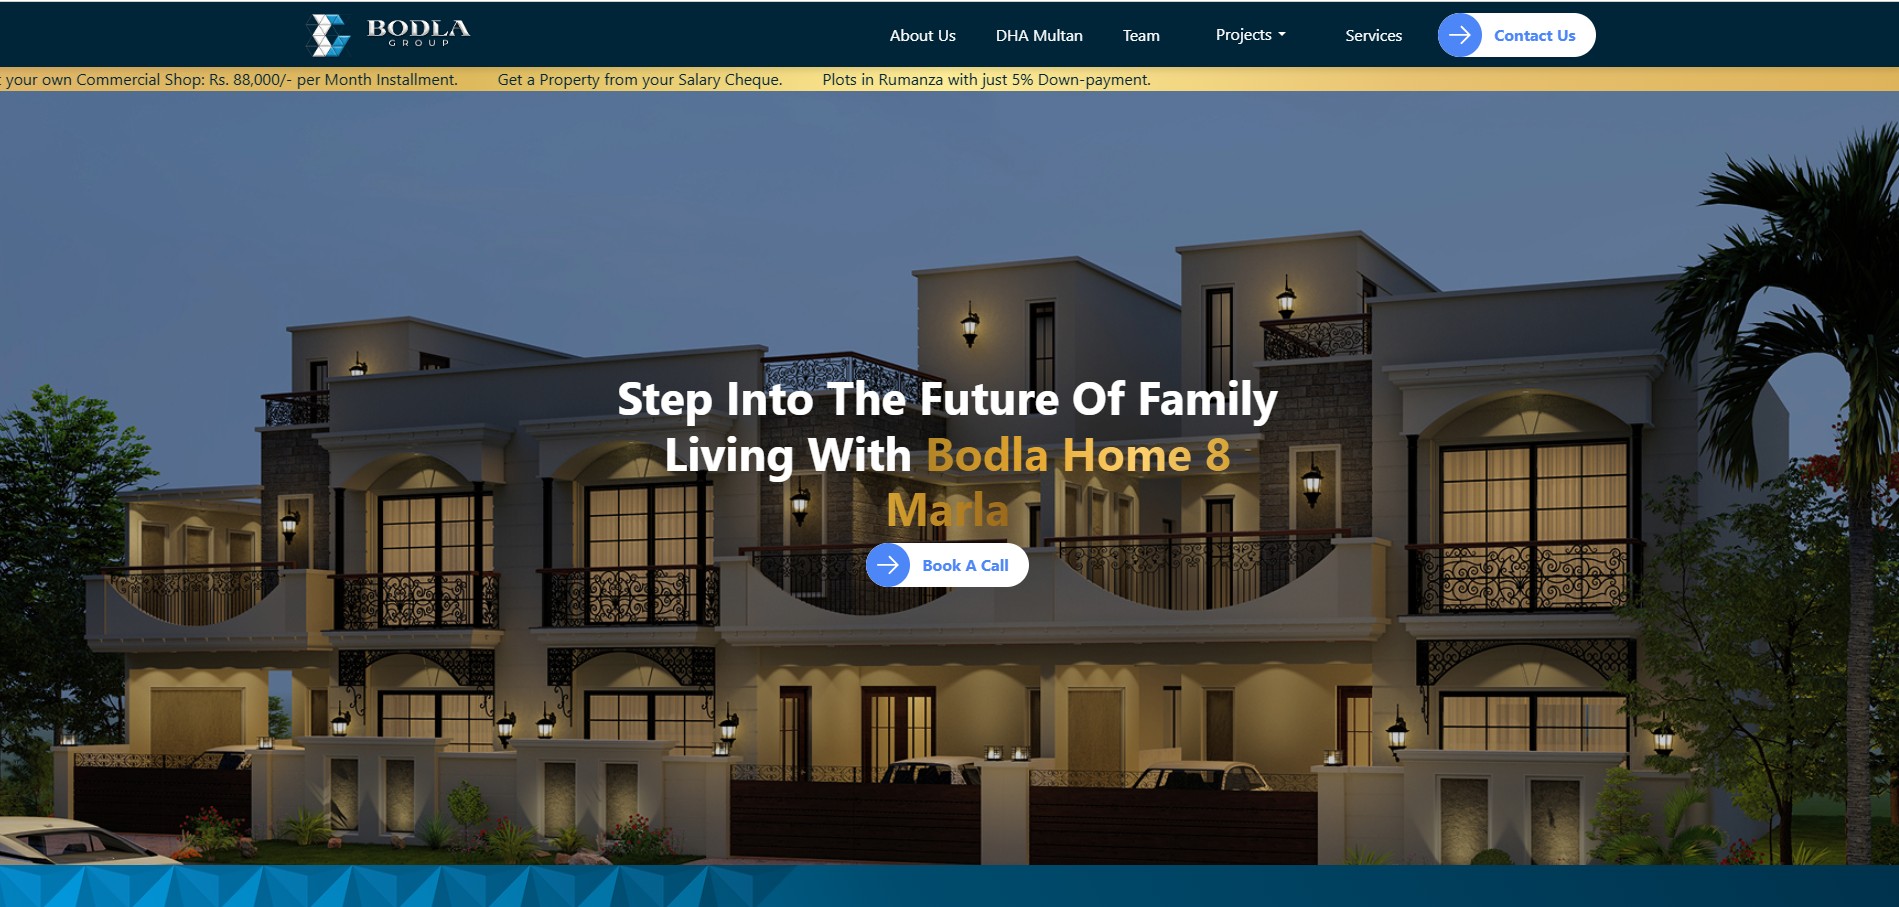 BODLA
GROUP
About Us
DHA Multan
Team
Projects
Services
Contact Us
your own Commercial Shop: Rs. 88,000/- per Month Installment.
Get a Property from your Salary Cheque.
Plots in Rumanza with just 5% Down-payment.
Step Into The Future Of Family
Living With Bodla Home 8
Marla
Book A Call